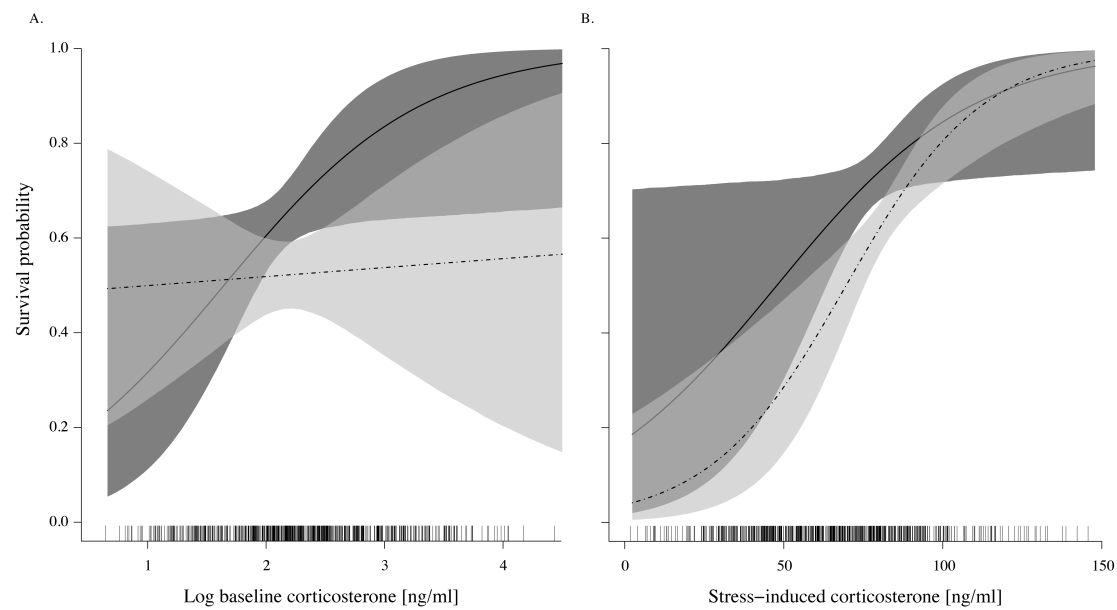 A.
B.
Survival probability
1.0
0.8
0.6
0.4
0.2
0.0
1 2 3 4
0 50 100 150
Log baseline corticosterone [ng/ml]
Stress−induced corticosterone [ng/ml]